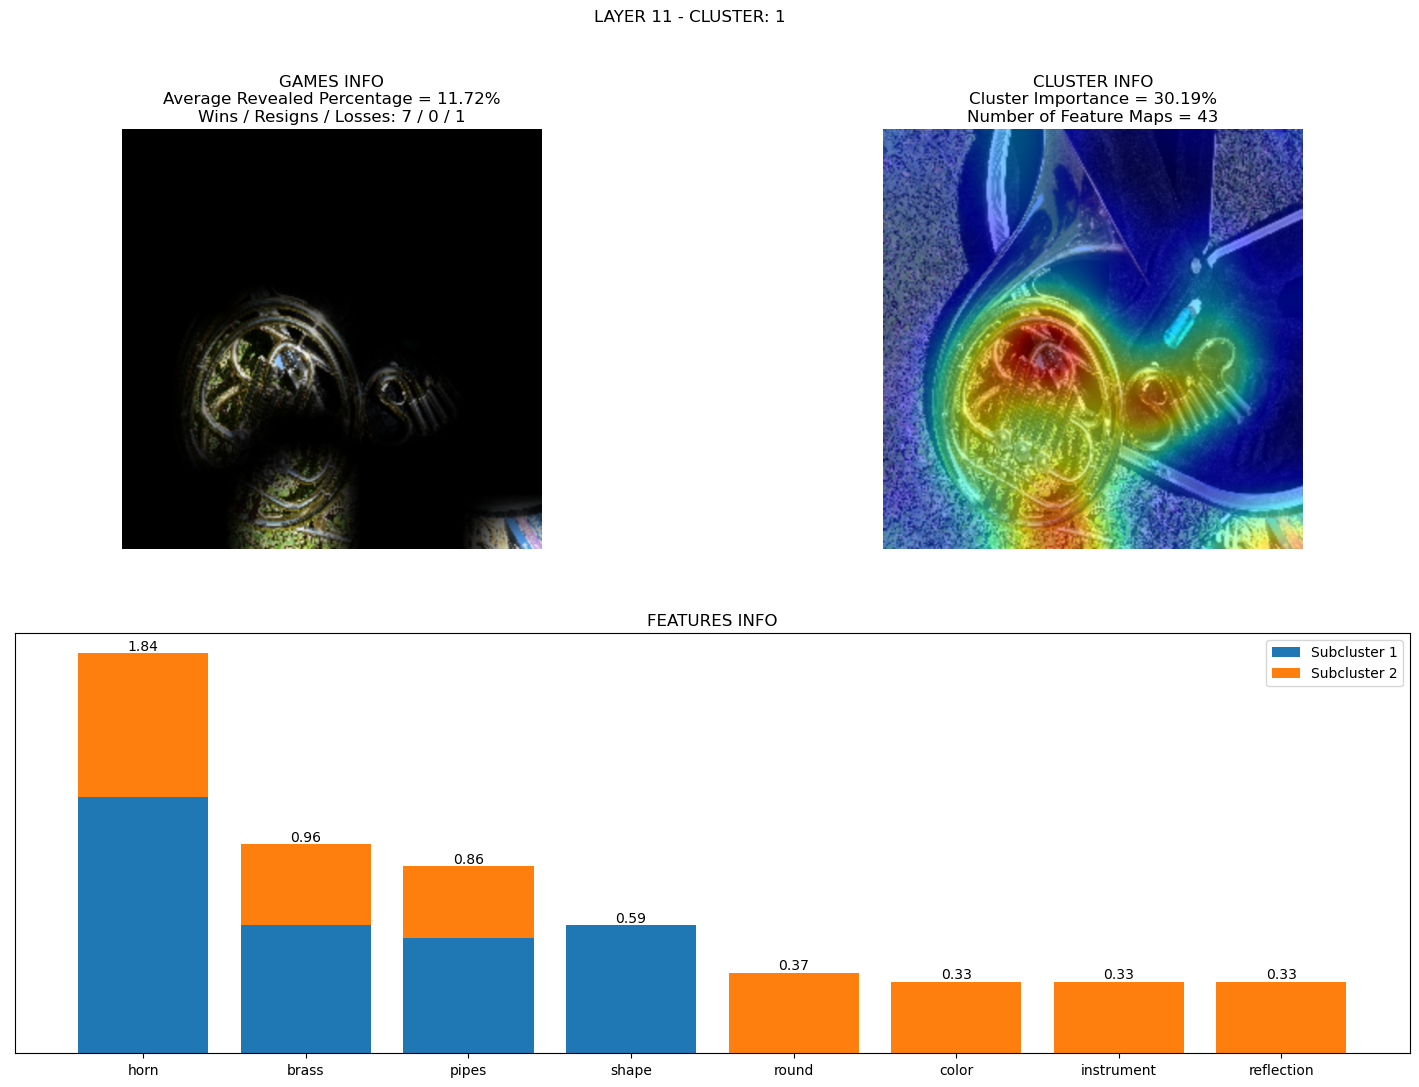 LAYER 11 - CLUSTER: 1
GAMES INFO
Average Revealed Percentage = 11.72%
Wins / Resigns / Losses: 7 / 0 / 1
CLUSTER INFO
Cluster Importance = 30.19%
Number of Feature Maps = 43
FEATURES INFO
Subcluster 1
Subcluster 2
1.84
0.96
0.86
0.59
0.37
0.33
0.33
0.33
horn
brass
pipes
shape
round
color
instrument
reflection